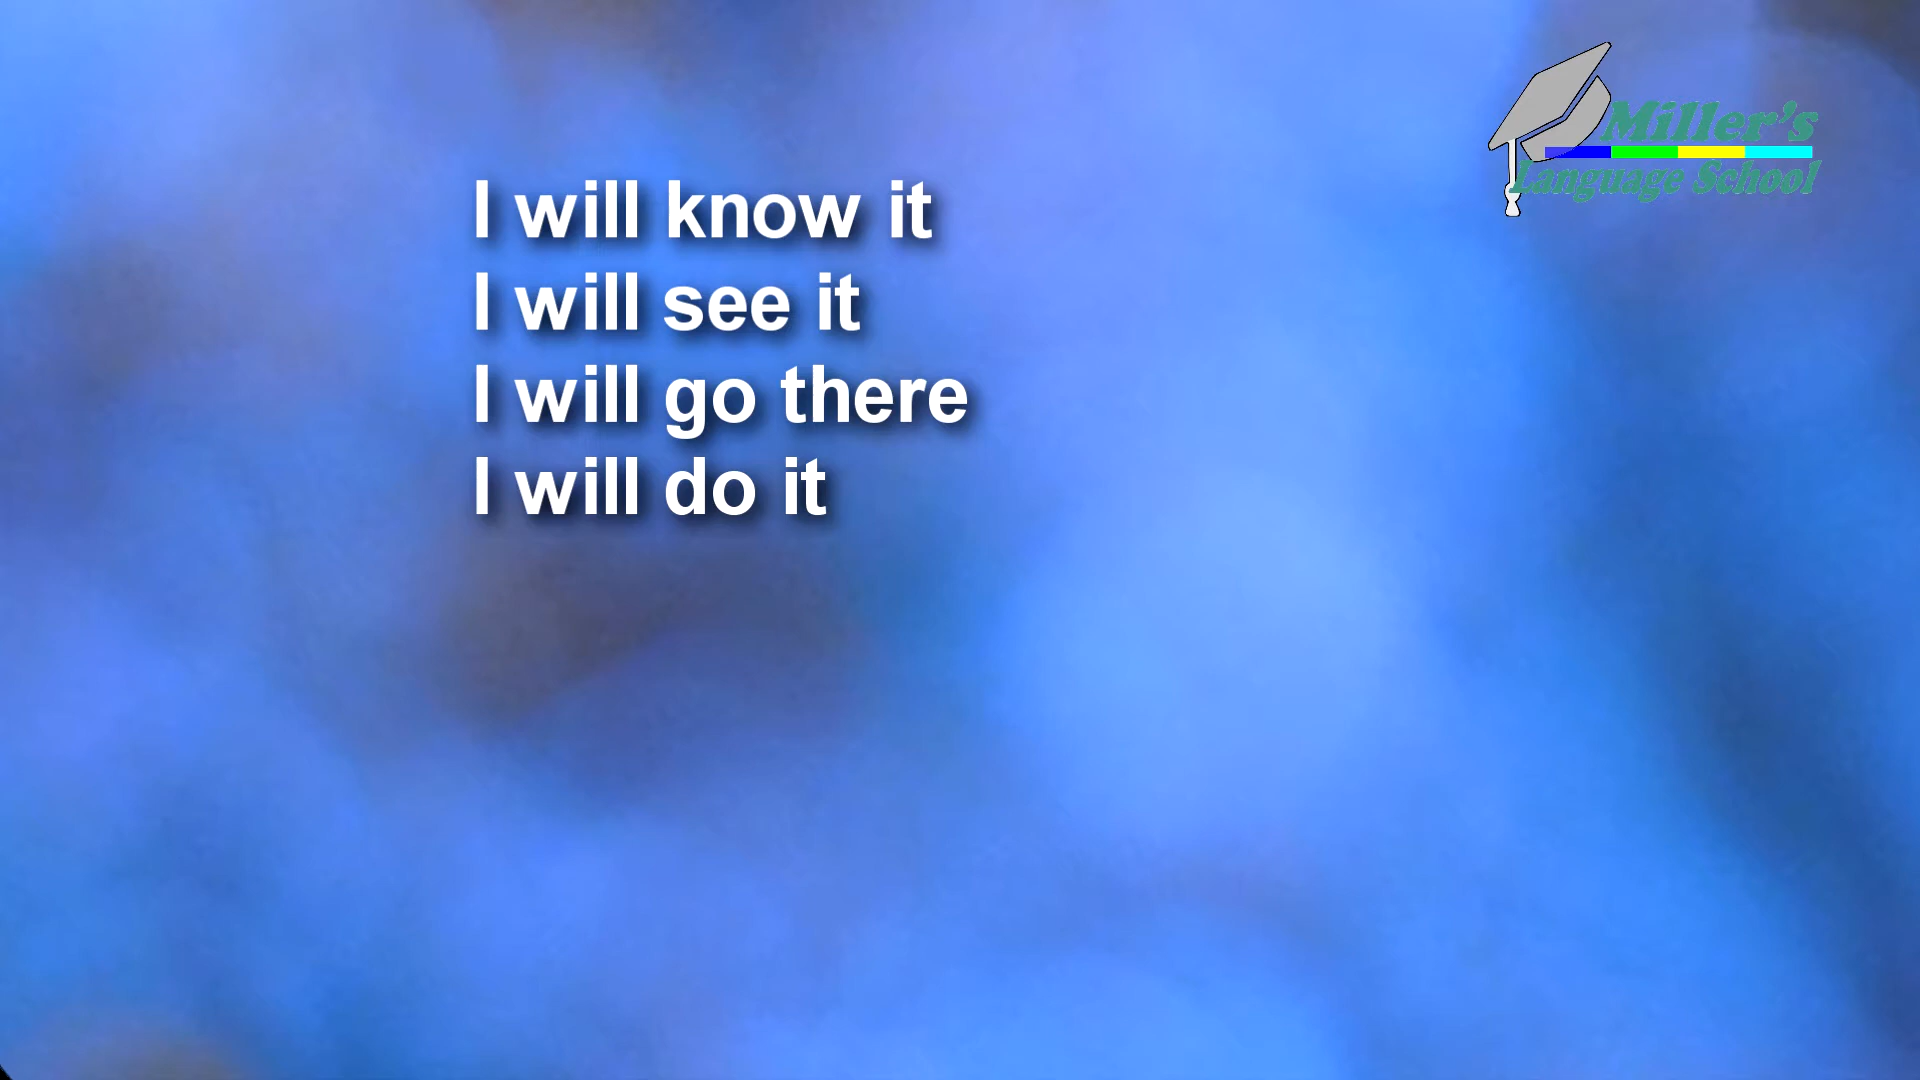 I will know it
I will see it
I will go there
I will do it
Miller's
Language School